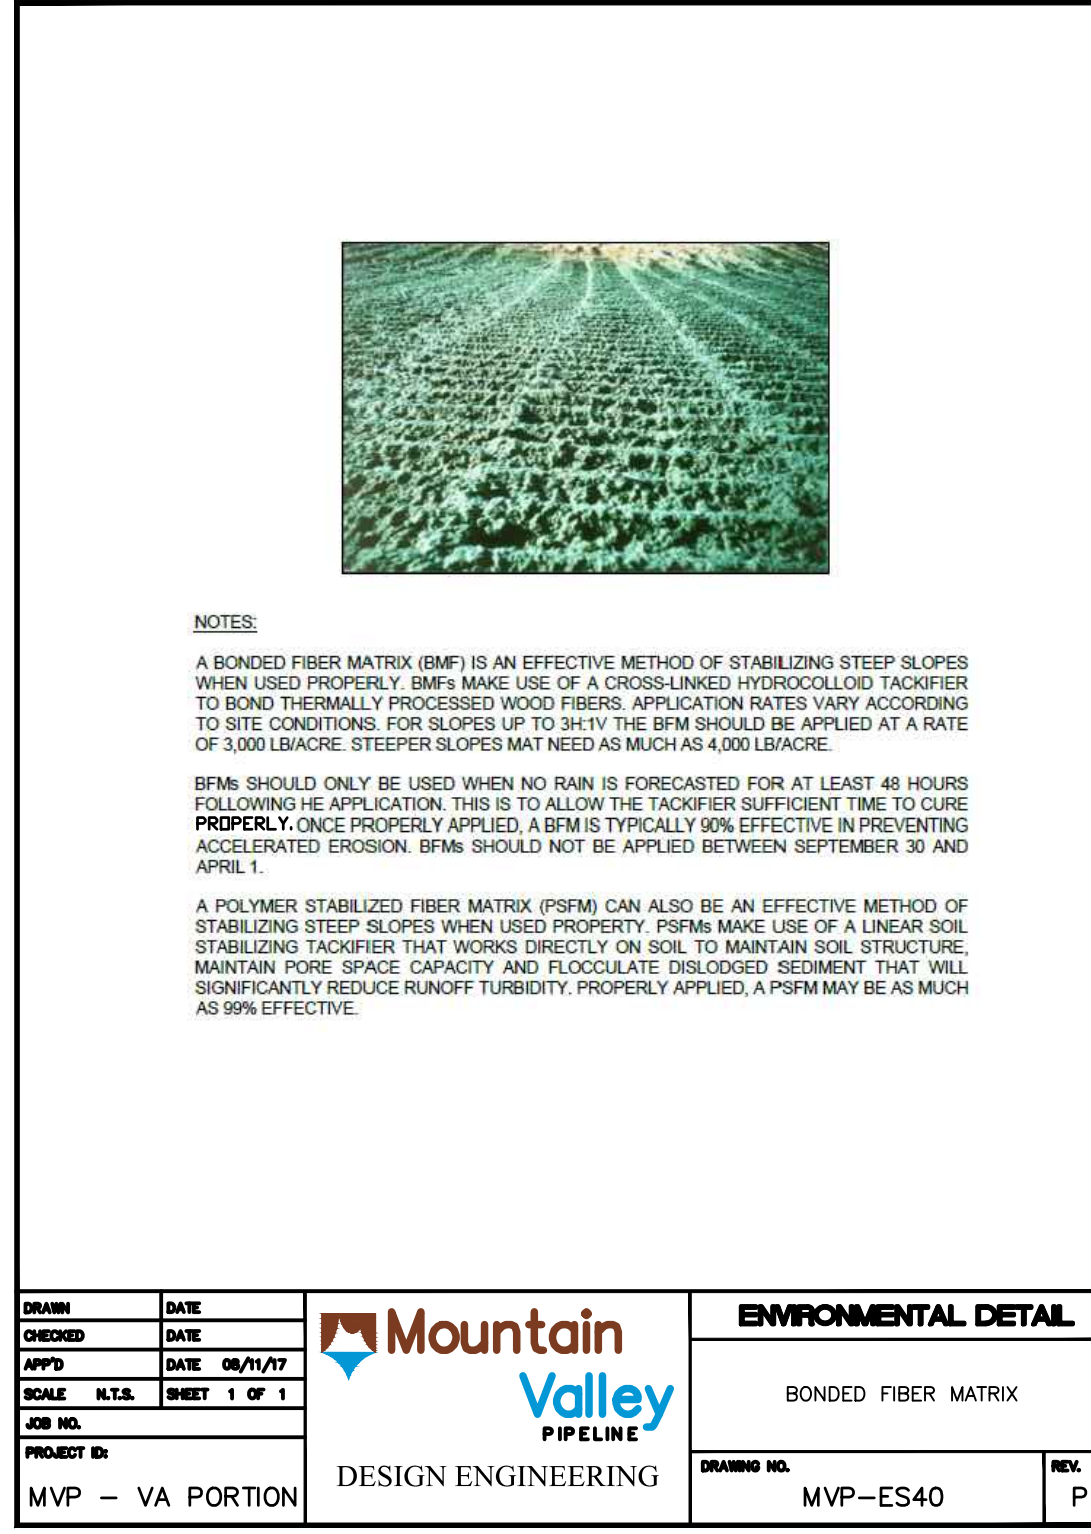 NOTES:
A BONDED FIBER MATRIX (BMF) IS AN EFFECTIVE METHOD OF STABILIZING STEEP SLOPES
WHEN USED PROPERLY. BMFs MAKE USE OF A CROSS-LINKED HYDROCOLLOID TACKIFIER
TO BOND THERMALLY PROCESSED WOOD FIBERS. APPLICATION RATES VARY ACCORDING
TO SITE CONDITIONS. FOR SLOPES UP TO 3H:1V THE BFM SHOULD BE APPLIED AT A RATE
OF 3,000 LB/ACRE. STEEPER SLOPES MAT NEED AS MUCH AS 4,000 LB/ACRE.
BFMs SHOULD ONLY BE USED WHEN NO RAIN IS FORECASTED FOR AT LEAST 48 HOURS
FOLLOWING HE APPLICATION. THIS IS TO ALLOW THE TACKIFIER SUFFICIENT TIME TO CURE
PROPERLY. ONCE PROPERLY APPLIED, A BFM IS TYPICALLY 90% EFFECTIVE IN PREVENTING
ACCELERATED EROSION. BFMs SHOULD NOT BE APPLIED BETWEEN SEPTEMBER 30 AND
APRIL 1.
A POLYMER STABILIZED FIBER MATRIX (PSFM) CAN ALSO BE AN EFFECTIVE METHOD OF
STABILIZING STEEP SLOPES WHEN USED PROPERTY. PSFMs MAKE USE OF A LINEAR SOIL
STABILIZING TACKIFIER THAT WORKS DIRECTLY ON SOIL TO MAINTAIN SOIL STRUCTURE,
MAINTAIN PORE SPACE CAPACITY AND FLOCCULATE DISLODGED SEDIMENT THAT WILL
SIGNIFICANTLY REDUCE RUNOFF TURBIDITY. PROPERLY APPLIED, A PSFM MAY BE AS MUCH
AS 99% EFFECTIVE.
DRAWN DATE
CHECKED DATE
APP'D DATE 08/11/17
SCALE N.T.S. SHEET 1 OF 1
JOB NO.
PROJECT ID:
MVP - VA PORTION
Mountain
Valley
PIPELINE
DESIGN ENGINEERING
ENVIRONMENTAL DETAIL
BONDED FIBER MATRIX
DRAWING NO.
MVP-ES40
REV.
P